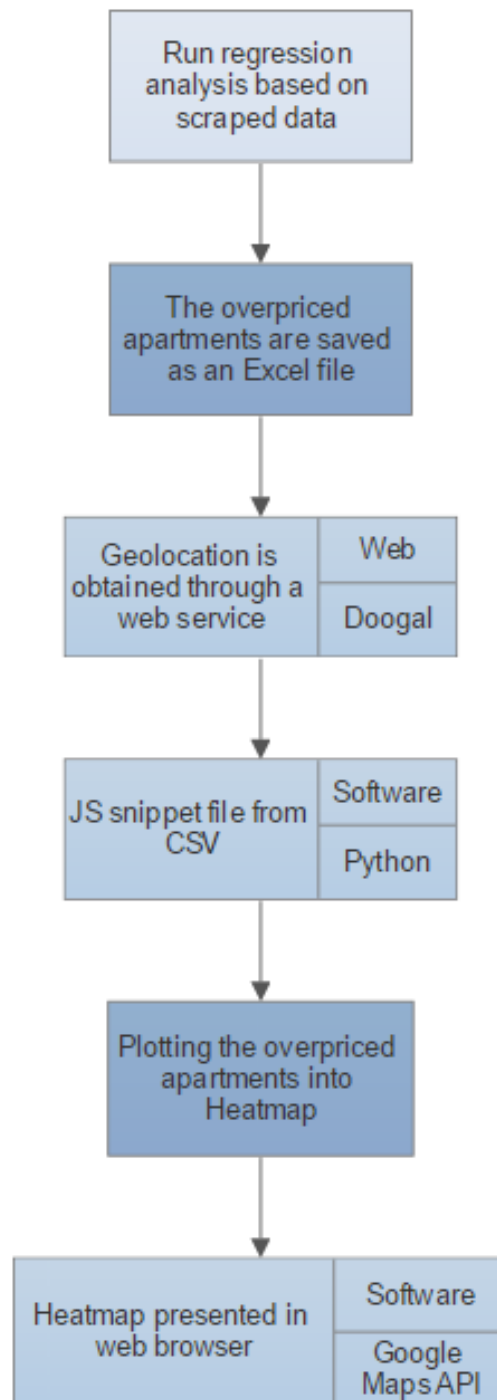 Run regression
analysis based on
scraped data
The overpriced
apartments are saved
as an Excel file
Geolocation is
obtained through a
web service
Web
Doogal
JS snippet file from
CSV
Software
Python
Plotting the overpriced
apartments into
Heatmap
Heatmap presented in
web browser
Software
Google
Maps API